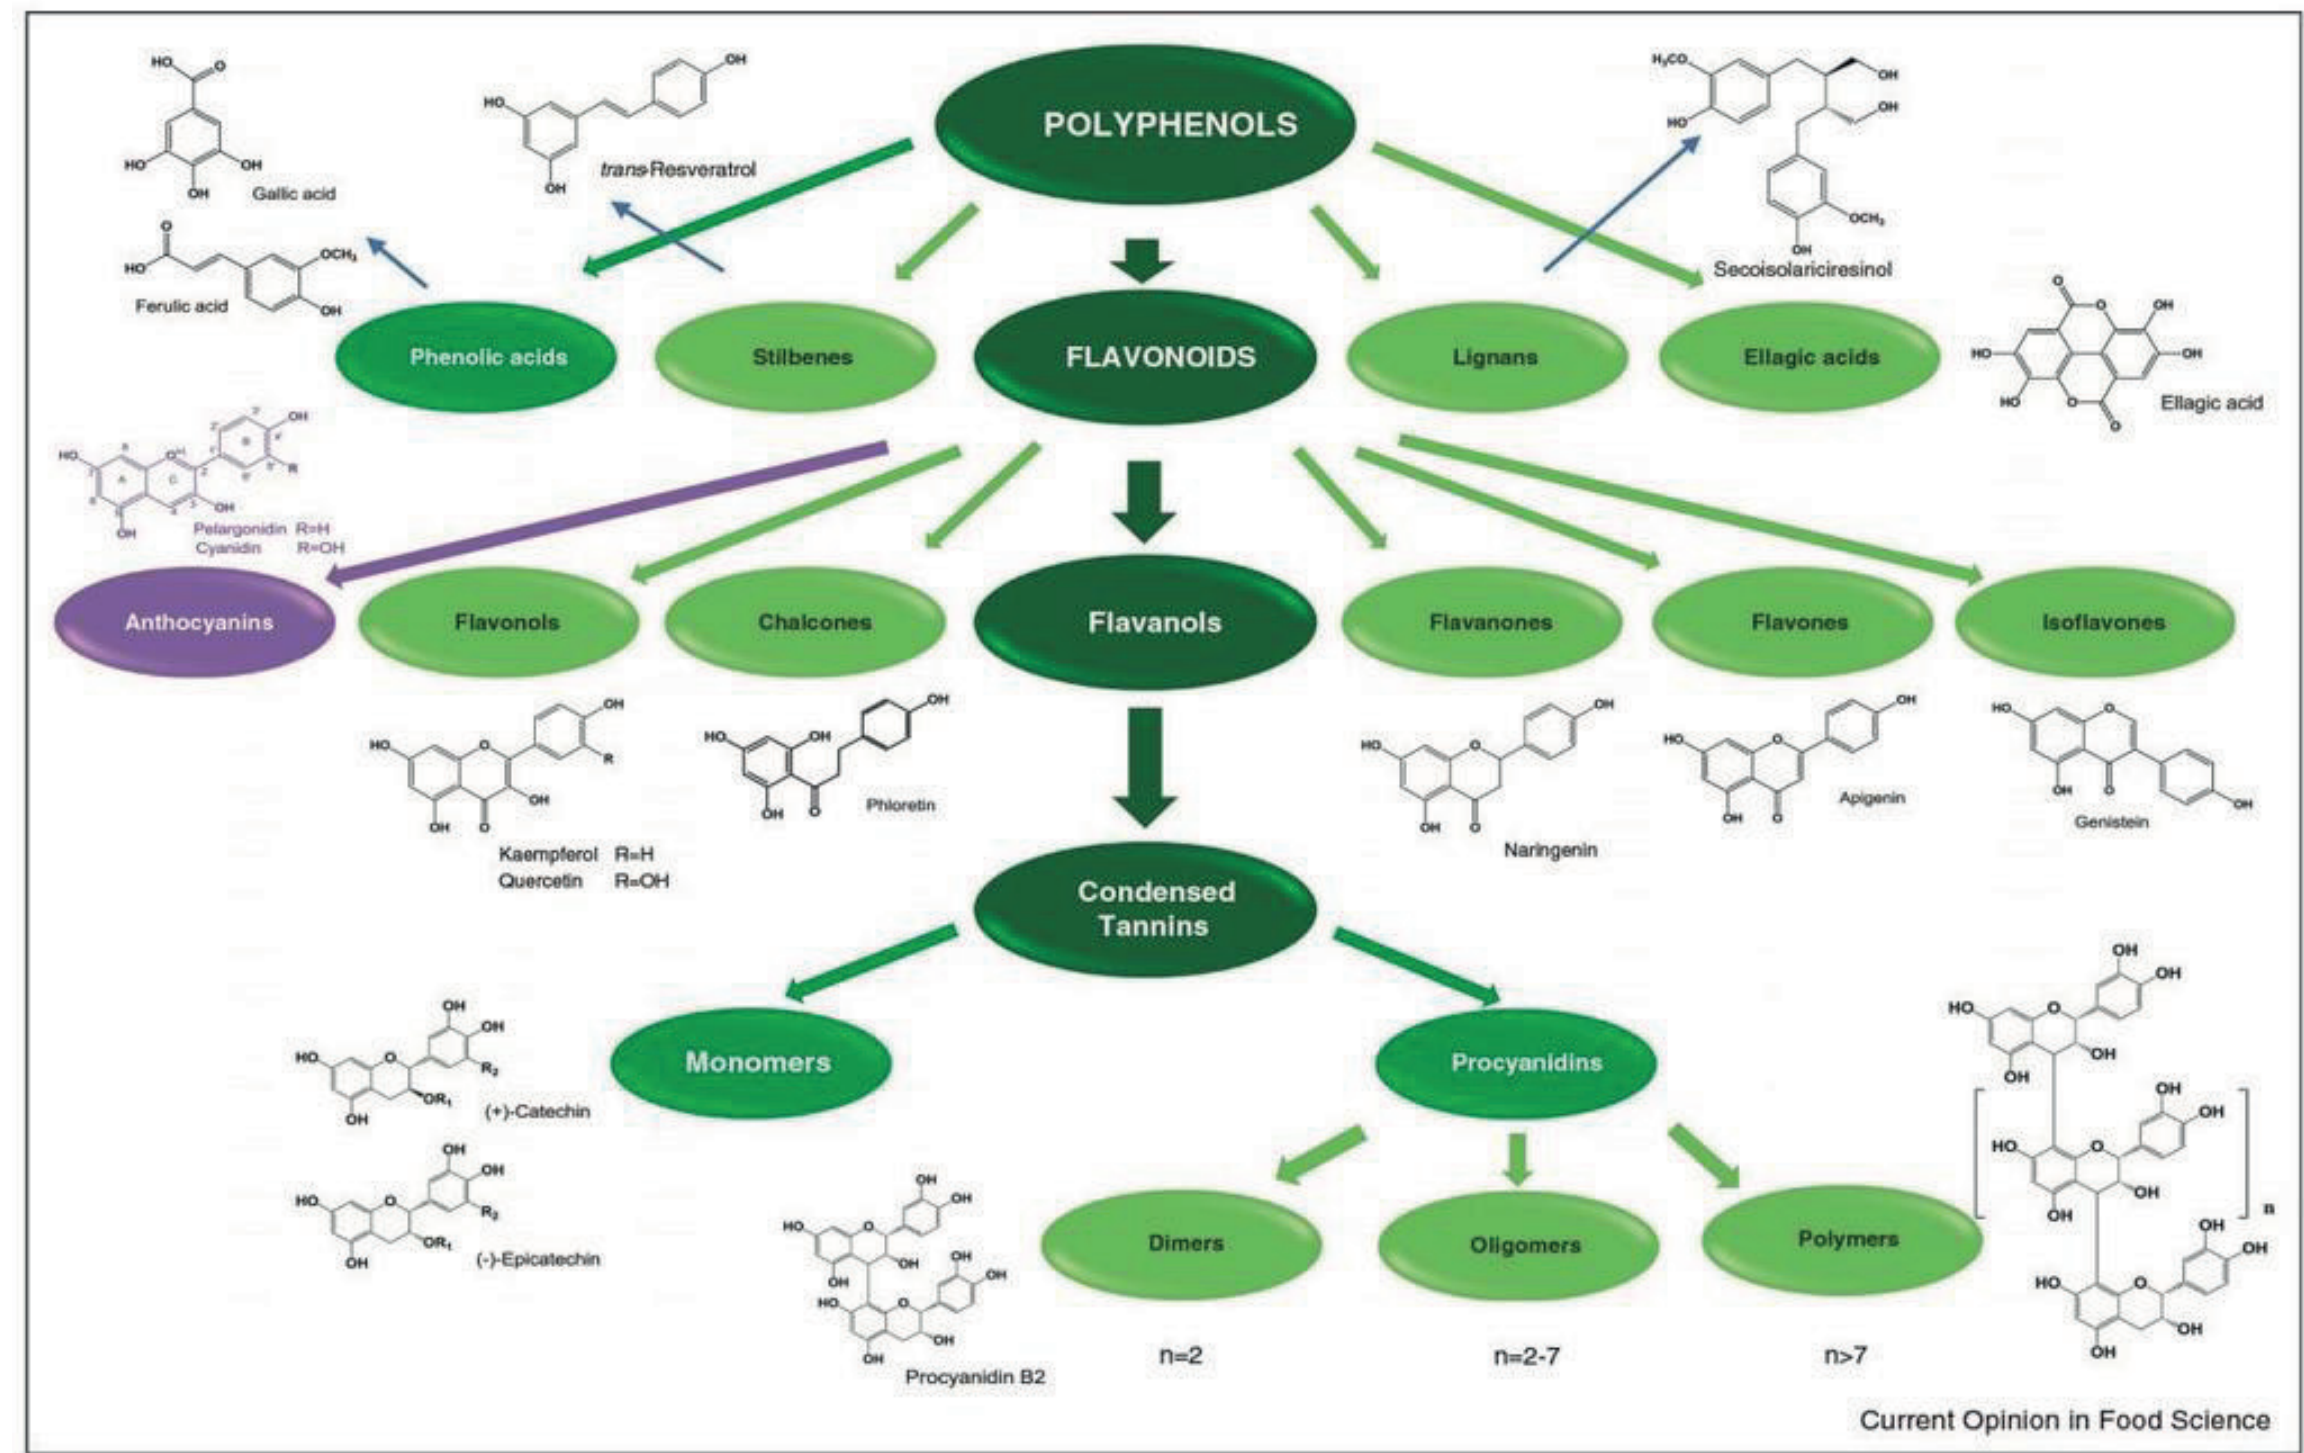 POLYPHENOLS
Gallic acid
trans-Resveratrol
Secoisolariciresinol
Ferulic acid
Phenolic acids
Stilbenes
FLAVONOIDS
Lignans
Ellagic acids
Ellagic acid
Pelargonidin R=H
Cyanidin R=OH
Anthocyanins
Flavonols
Chalcones
Flavanols
Flavanones
Flavones
Isoflavones
Kaempferol R=H
Quercetin R=OH
Phloretin
Naringenin
Apigenin
Genistein
Condensed
Tannins
Monomers
Procyanidins
(+)-Catechin
(-)-Epicatechin
Procyanidin B2
Dimers
Oligomers
Polymers
n=2
n=2-7
n>7
n
Current Opinion in Food Science